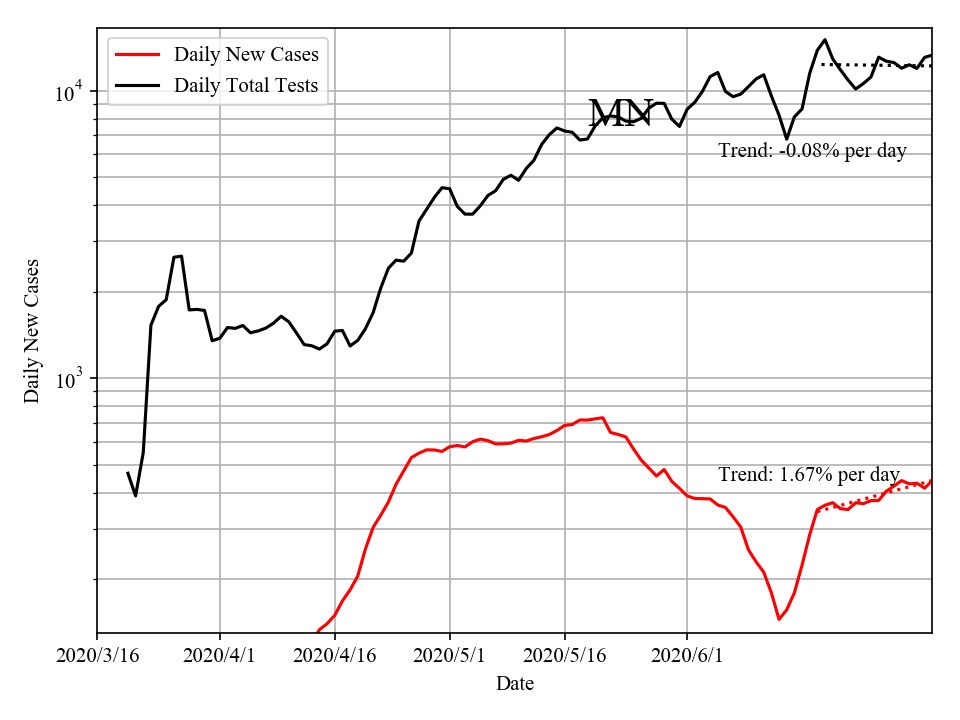 Daily New Cases
Daily Total Tests
10^4
MN
Trend: -0.08% per day
Daily New Cases
10^3
Trend: 1.67% per day
2020/3/16 2020/4/1 2020/4/16 2020/5/1 2020/5/16 2020/6/1
Date